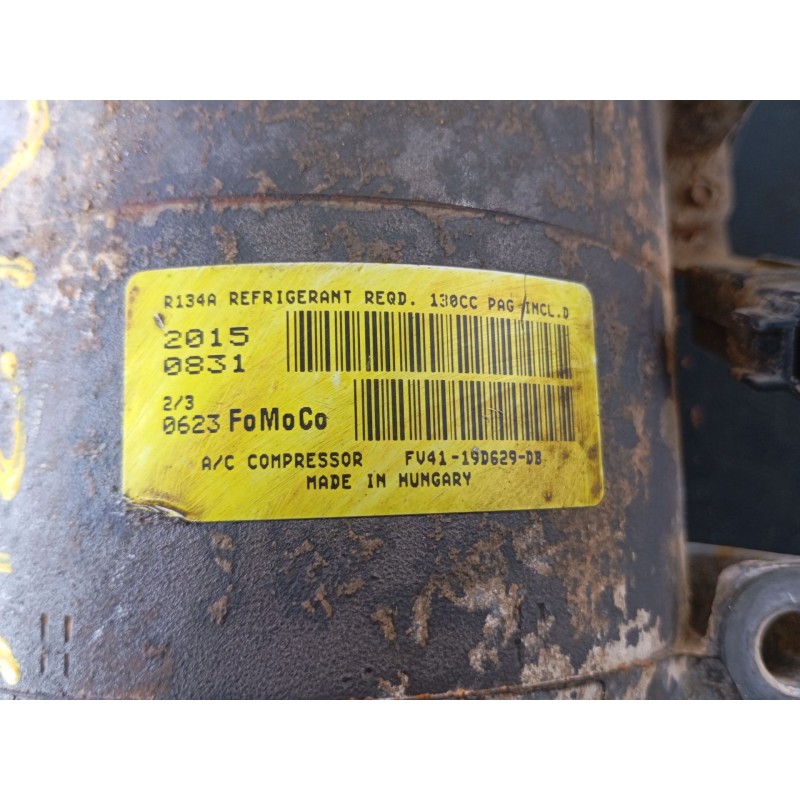 R134A REFRIGERANT REQD. 130CC PAG INCL.D
2015
0831
2/3
0623 FoMoCo
A/C COMPRESSOR FV41-19D629-DB
MADE IN HUNGARY